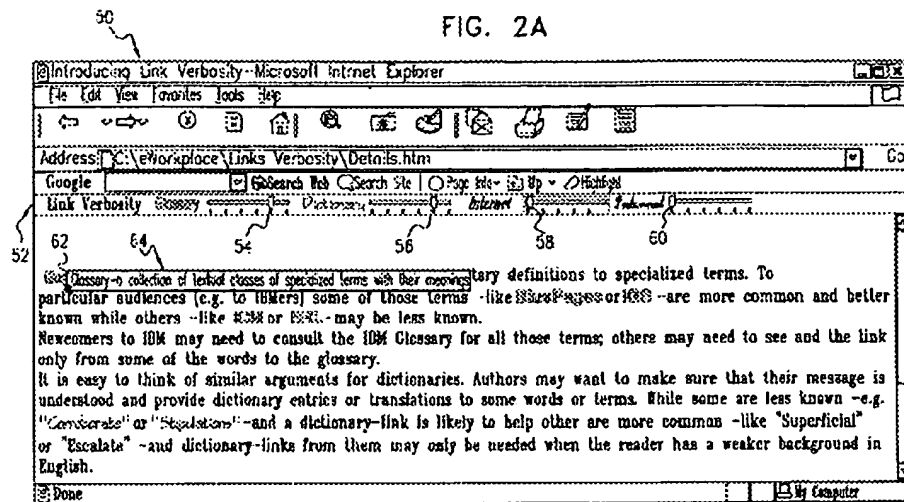 FIG. 2A
50
Introducing Link Verbosity--Microsoft Intrnet Explorer
File Edit View Favorites Tools Help
Address: C:\eWorkplace\Links Verbosity\Details.htm Go
Google Search Web Search Site Page Info Up Highlight
Link Verbosity Glossary Dictionary Internet
52 62 64 54 56 58 60
Glossary-a collection of textual glosses of specialized terms with their meanings tary definitions to specialized terms. To
particular audiences (e.g. to IBMers) some of those terms -like BluePages or -are more common and better
known while others -like or -may be less known.
Newcomers to IBM may need to consult the IBM Glossary for all those terms; others may need to see and the link
only from some of the words to the glossary.
It is easy to think of similar arguments for dictionaries. Authors may want to make sure that their message is
understood and provide dictionary entries or translations to some words or terms. While some are less known -e.g.
or "Stipulations" -and a dictionary-link is likely to help other are more common -like "Superficial"
or "Escalate" -and dictionary-links from them may only be needed when the reader has a weaker background in
English.
Done My Computer